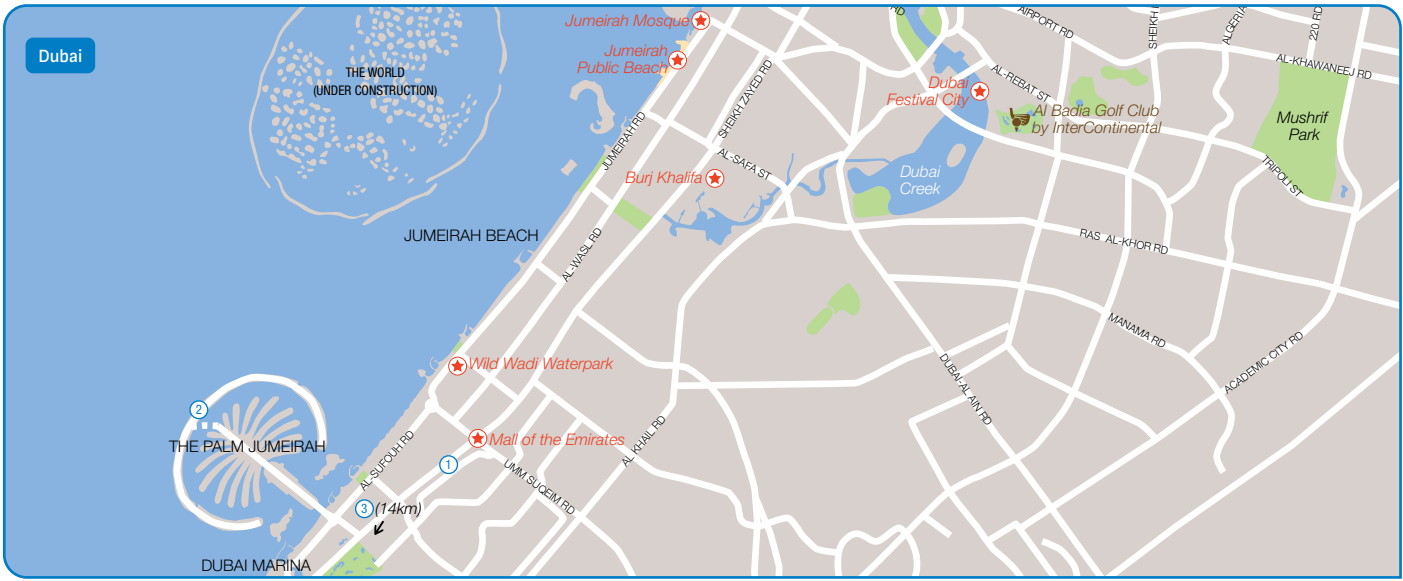 Dubai
Jumeirah Mosque
Jumeirah
Public Beach
THE WORLD
(UNDER CONSTRUCTION)
RD
AIRPORT RD
SHEIKH
ALGERIA
220 RD
AL-KHAWANEEJ RD
SHEIKH ZAYED RD
AL-REBAT ST
Dubai
Festival City
Al Badia Golf Club
by InterContinental
Mushrif
Park
JUMEIRAH RD
AL-SAFA ST
Burj Khalifa
Dubai
Creek
TRIPOLI ST
JUMEIRAH BEACH
AL-WASL RD
RAS AL-KHOR RD
MANAMA RD
ACADEMIC CITY RD
Wild Wadi Waterpark
DUBAI-AL AIN RD
2
THE PALM JUMEIRAH
Mall of the Emirates
AL KHAIL RD
AL-SUFOUH RD
1
UMM SUQEIM RD
3 (14km)
DUBAI MARINA